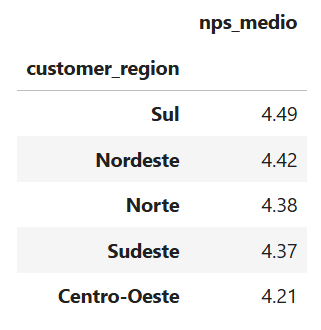 nps_medio
customer_region
Sul 4.49
Nordeste 4.42
Norte 4.38
Sudeste 4.37
Centro-Oeste 4.21